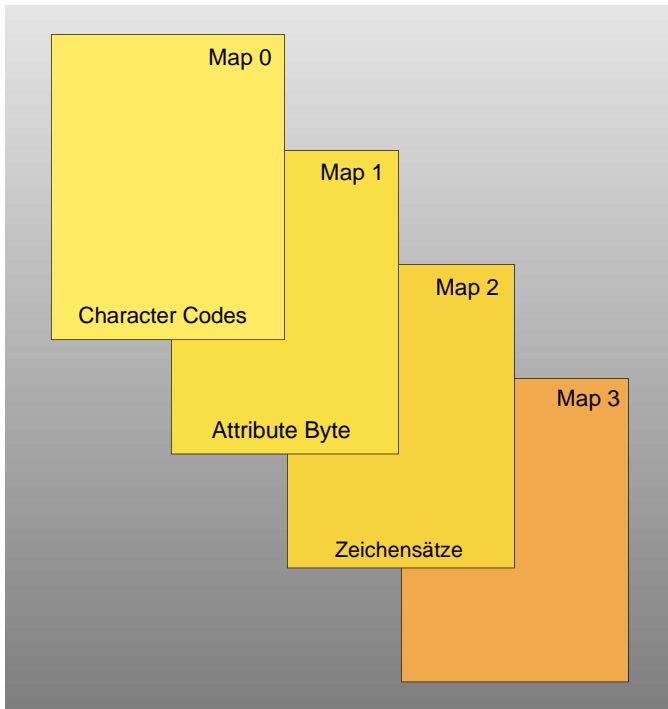 Map 0
Character Codes
Map 1
Attribute Byte
Map 2
Zeichensätze
Map 3